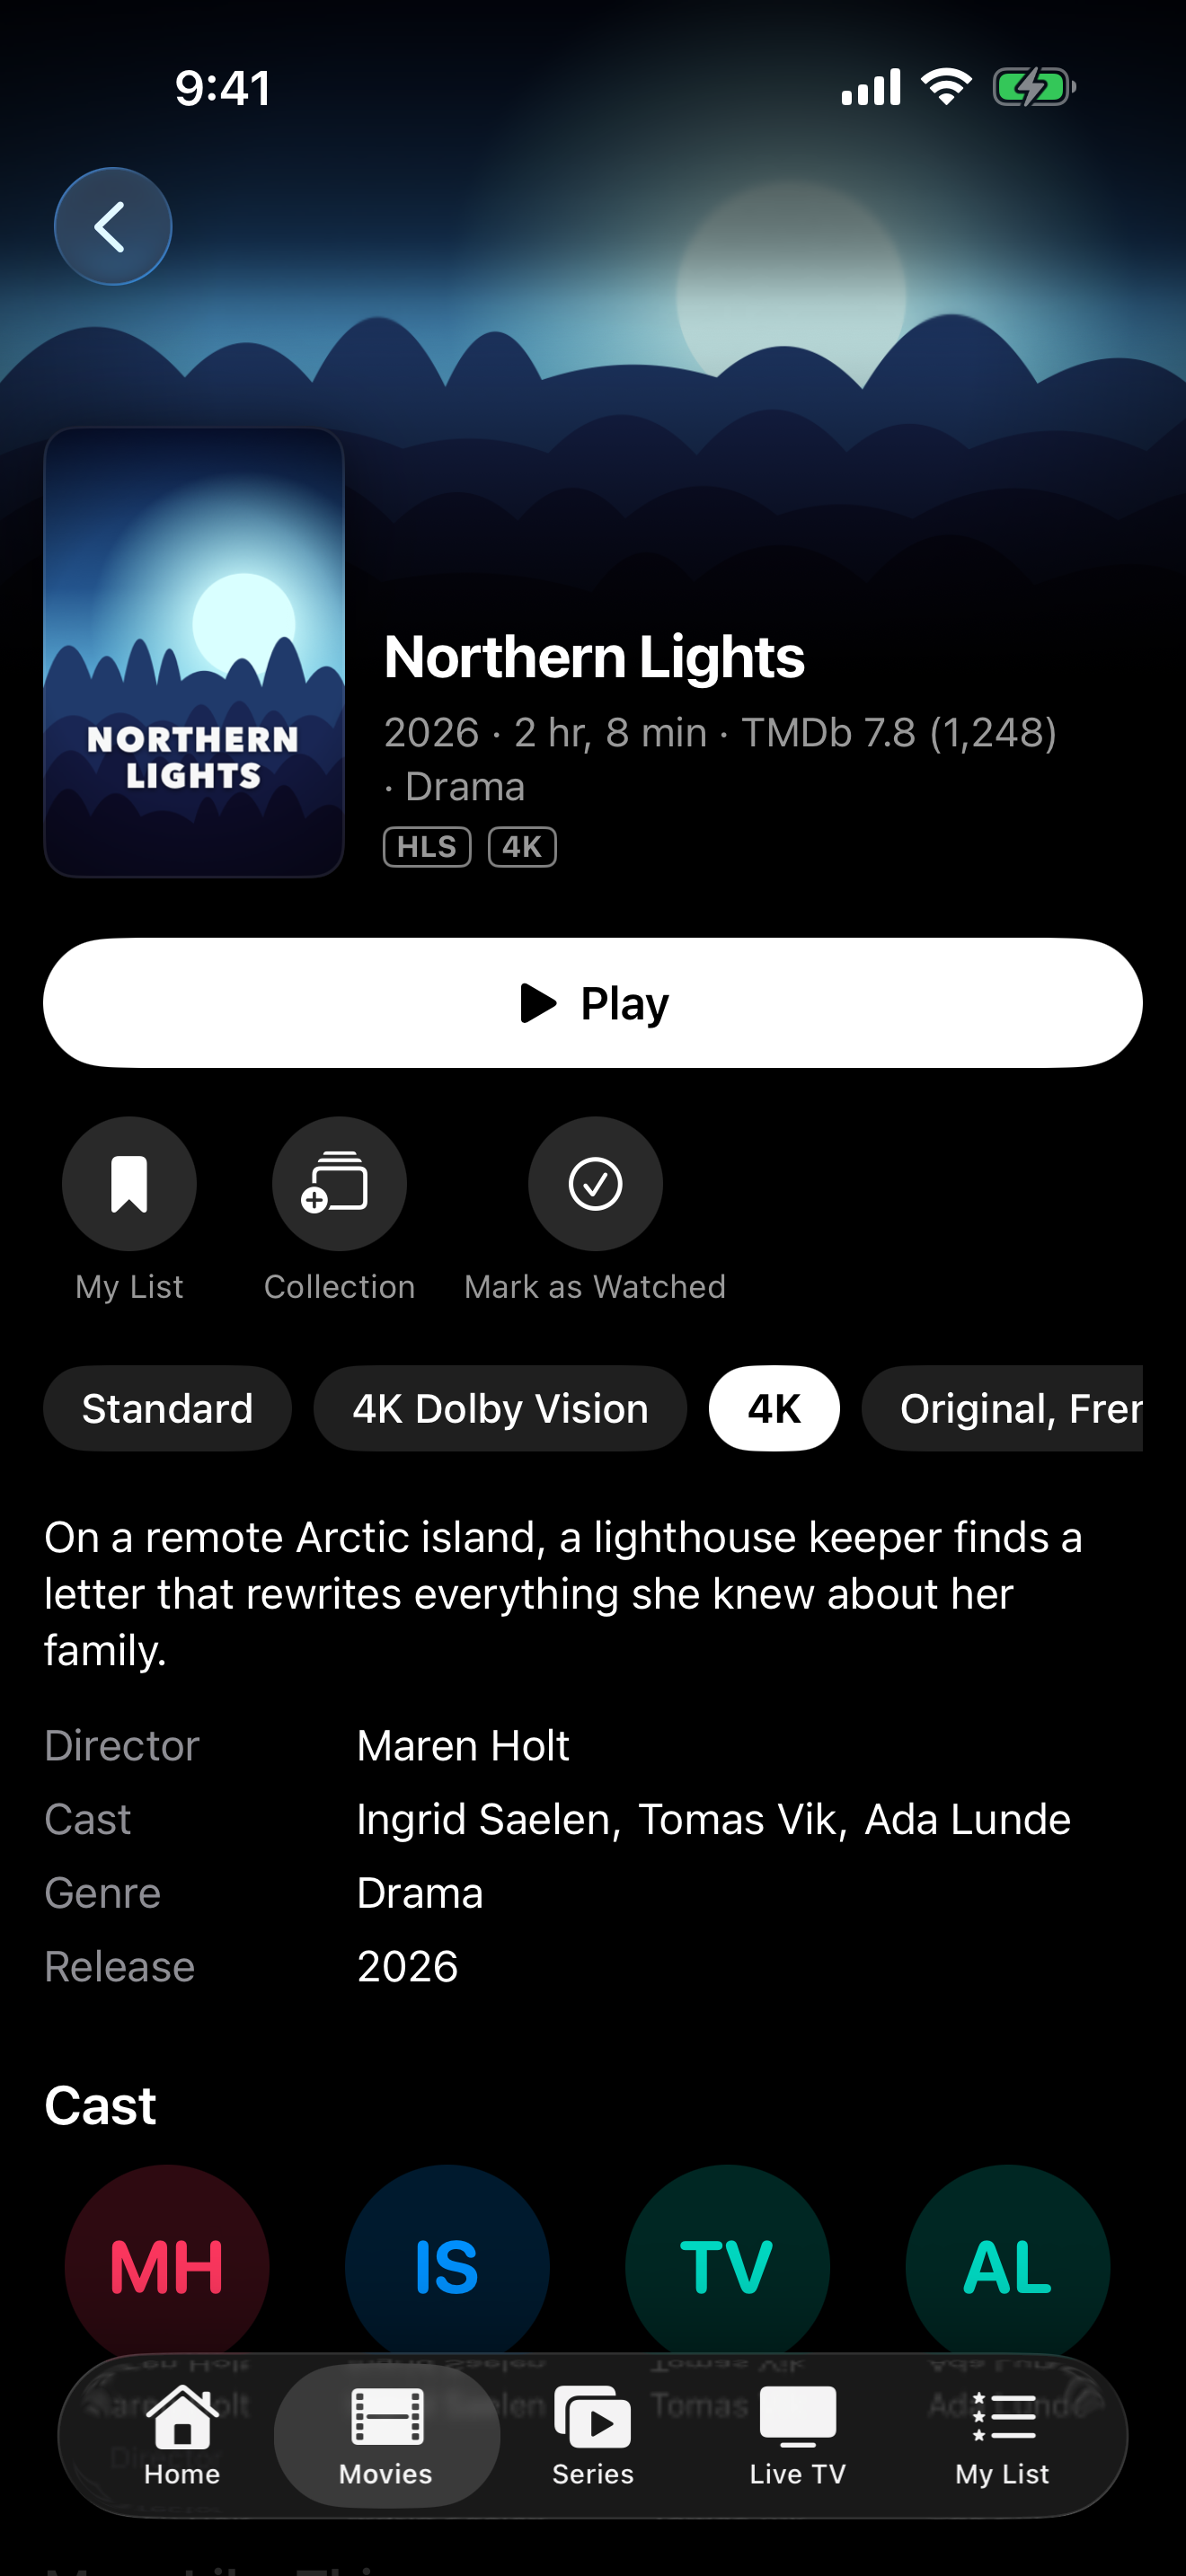 9:41
NORTHERN
LIGHTS
Northern Lights
2026 · 2 hr, 8 min · TMDb 7.8 (1,248)
· Drama
HLS 4K
Play
My List Collection Mark as Watched
Standard 4K Dolby Vision 4K Original, Fren
On a remote Arctic island, a lighthouse keeper finds a
letter that rewrites everything she knew about her
family.
Director Maren Holt
Cast Ingrid Saelen, Tomas Vik, Ada Lunde
Genre Drama
Release 2026
Cast
MH IS TV AL
Home Movies Series Live TV My List